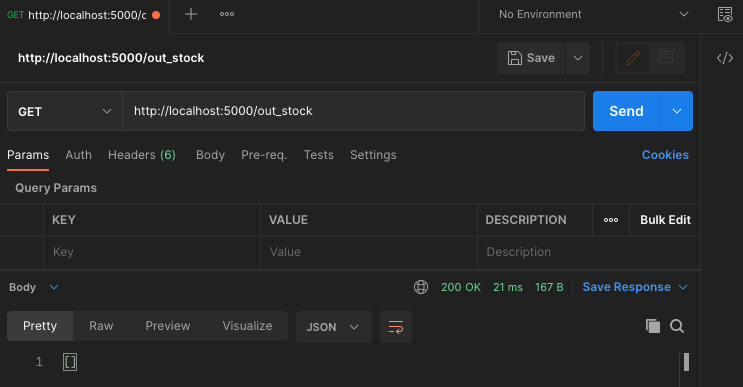 GET http://localhost:5000/c No Environment
http://localhost:5000/out_stock Save
GET http://localhost:5000/out_stock Send
Params Auth Headers (6) Body Pre-req. Tests Settings Cookies
Query Params
KEY VALUE DESCRIPTION Bulk Edit
Key Value Description
Body 200 OK 21 ms 167 B Save Response
Pretty Raw Preview Visualize JSON
1 []